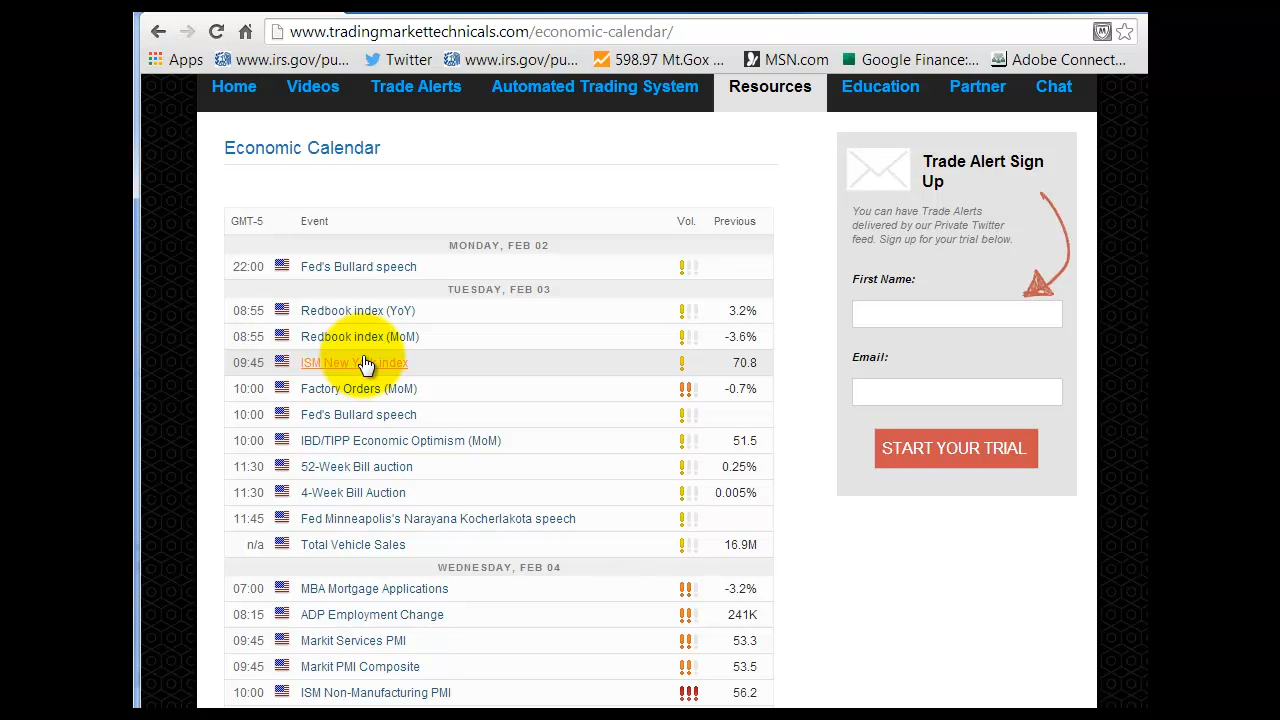 www.tradingmarkettechnicals.com/economic-calendar/
Apps www.irs.gov/pu... Twitter www.irs.gov/pu... 598.97 Mt.Gox ... MSN.com Google Finance:... Adobe Connect...
Home Videos Trade Alerts Automated Trading System Resources Education Partner Chat
Economic Calendar
GMT-5 Event Vol. Previous
MONDAY, FEB 02
22:00 Fed's Bullard speech
TUESDAY, FEB 03
08:55 Redbook index (YoY) 3.2%
08:55 Redbook index (MoM) -3.6%
09:45 ISM New York index 70.8
10:00 Factory Orders (MoM) -0.7%
10:00 Fed's Bullard speech
10:00 IBD/TIPP Economic Optimism (MoM) 51.5
11:30 52-Week Bill auction 0.25%
11:30 4-Week Bill Auction 0.005%
11:45 Fed Minneapolis's Narayana Kocherlakota speech
n/a Total Vehicle Sales 16.9M
WEDNESDAY, FEB 04
07:00 MBA Mortgage Applications -3.2%
08:15 ADP Employment Change 241K
09:45 Markit Services PMI 53.3
09:45 Markit PMI Composite 53.5
10:00 ISM Non-Manufacturing PMI 56.2
Trade Alert Sign
Up
You can have Trade Alerts
delivered by our Private Twitter
feed. Sign up for your trial below.
First Name:
Email:
START YOUR TRIAL